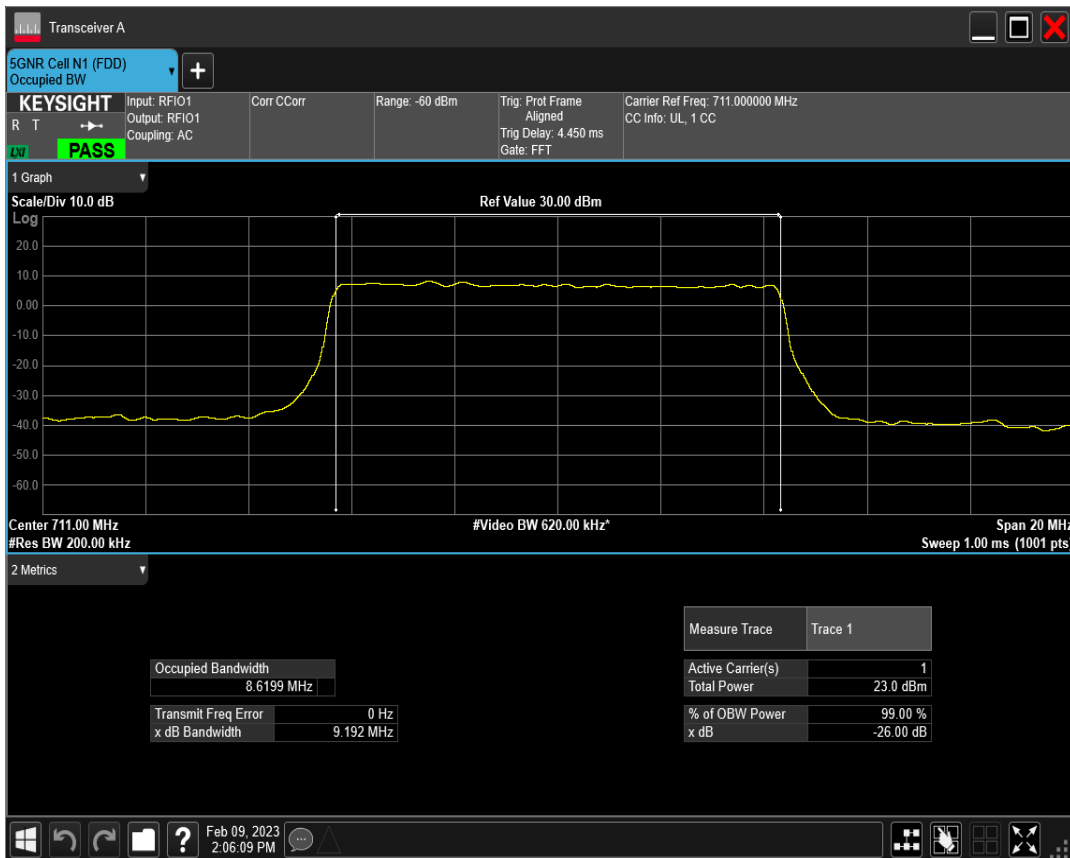 Transceiver A
5GNR Cell N1 (FDD)
Occupied BW
+
KEYSIGHT
R T
LXI
PASS
Input: RFIO1
Output: RFIO1
Coupling: AC
Corr CCorr
Range: -60 dBm
Trig: Prot Frame
Aligned
Trig Delay: 4.450 ms
Gate: FFT
Carrier Ref Freq: 711.000000 MHz
CC Info: UL, 1 CC
1 Graph
Scale/Div 10.0 dB
Ref Value 30.00 dBm
Log
20.0
10.0
0.00
-10.0
-20.0
-30.0
-40.0
-50.0
-60.0
Center 711.00 MHz
#Video BW 620.00 kHz*
Span 20 MHz
#Res BW 200.00 kHz
Sweep 1.00 ms (1001 pts)
2 Metrics
Measure Trace Trace 1
Occupied Bandwidth
8.6199 MHz
Active Carrier(s) 1
Total Power 23.0 dBm
Transmit Freq Error 0 Hz
x dB Bandwidth 9.192 MHz
% of OBW Power 99.00 %
x dB -26.00 dB
?
Feb 09, 2023
2:06:09 PM